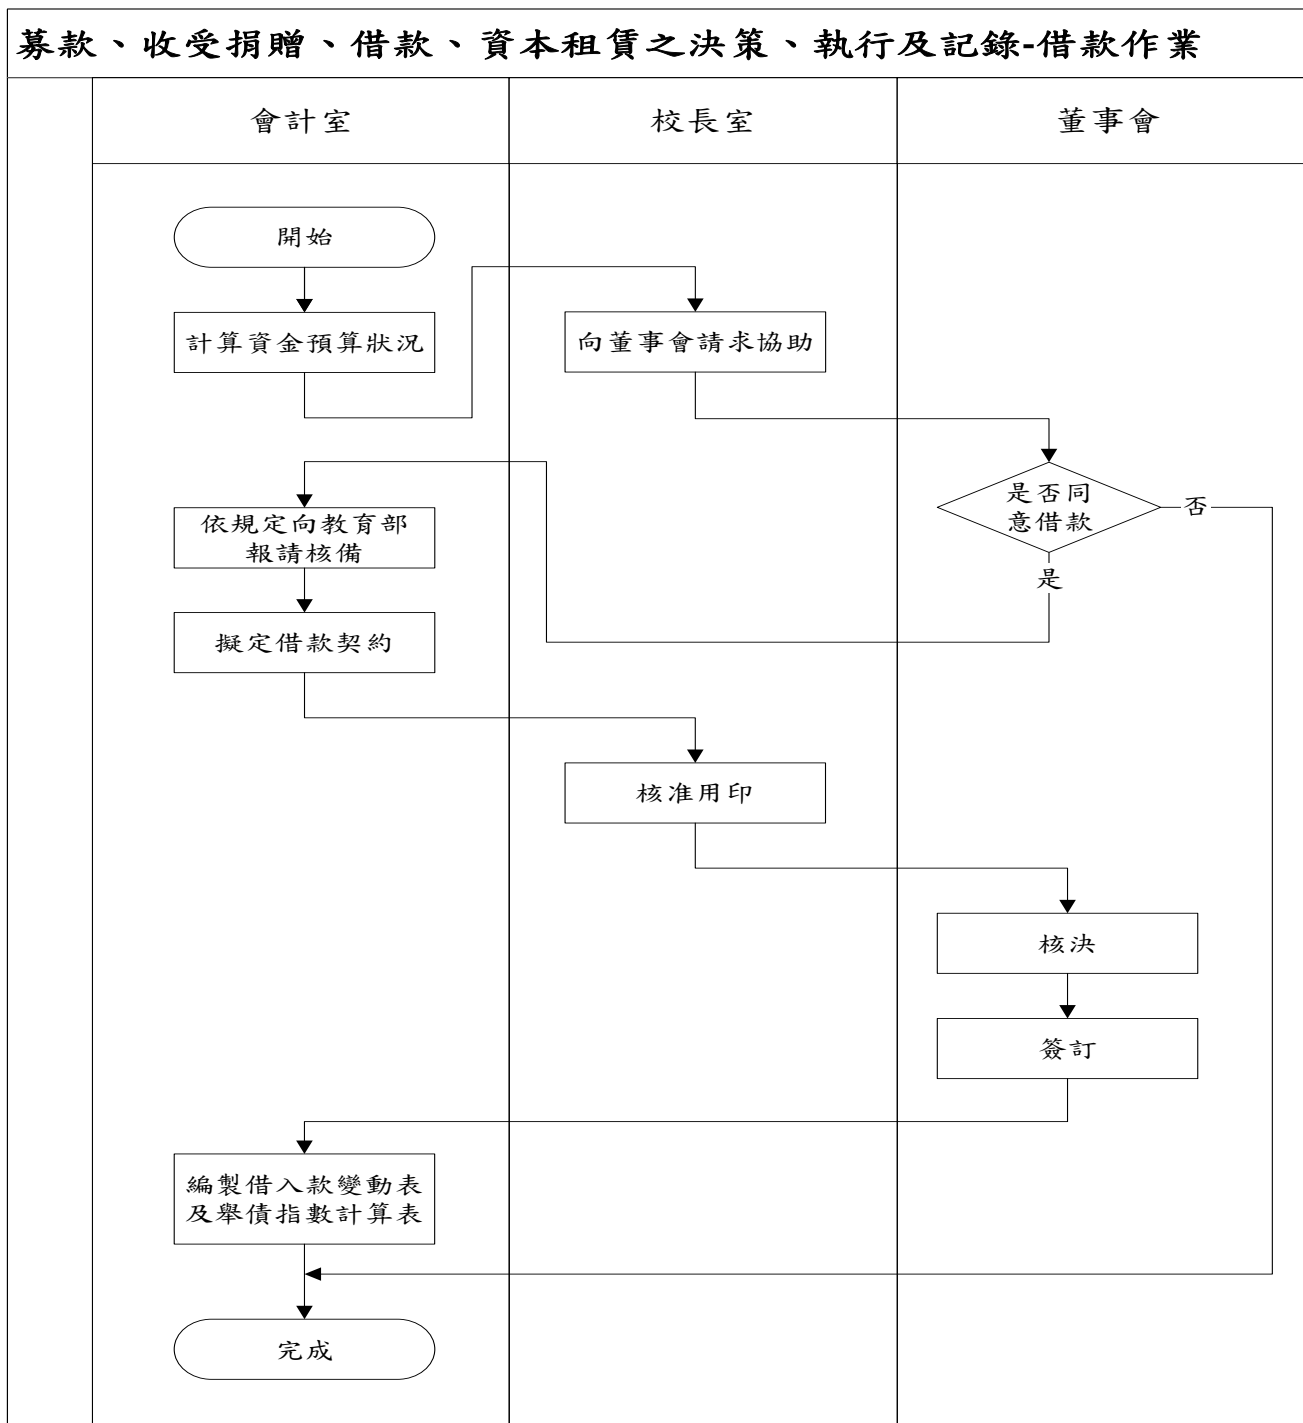 募款、收受捐贈、借款、資本租賃之決策、執行及記錄-借款作業
會計室
校長室
董事會
開始
計算資金預算狀況
向董事會請求協助
是否同
意借款
否
是
依規定向教育部
報請核備
擬定借款契約
核准用印
核決
簽訂
編製借入款變動表
及舉債指數計算表
完成